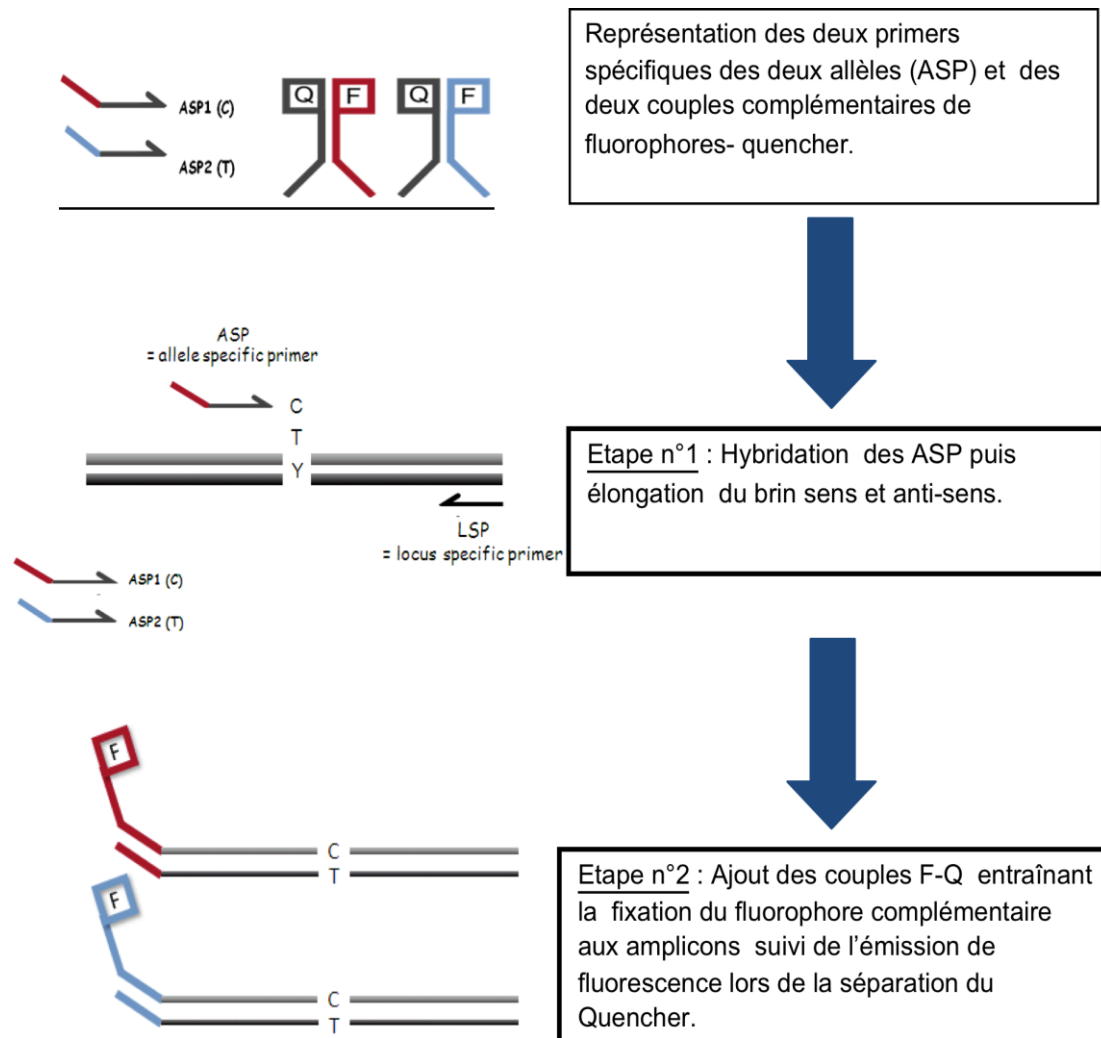 Représentation des deux primers
spécifiques des deux allèles (ASP) et des
deux couples complémentaires de
fluorophores- quencher.
ASP1 (C)
ASP2 (T)
Q F Q F
ASP
= allele specific primer
C
T
Y
LSP
= locus specific primer
ASP1 (C)
ASP2 (T)
Etape n°1 : Hybridation des ASP puis
élongation du brin sens et anti-sens.
F
C
T
F
C
T
Etape n°2 : Ajout des couples F-Q entraînant
la fixation du fluorophore complémentaire
aux amplicons suivi de l'émission de
fluorescence lors de la séparation du
Quencher.